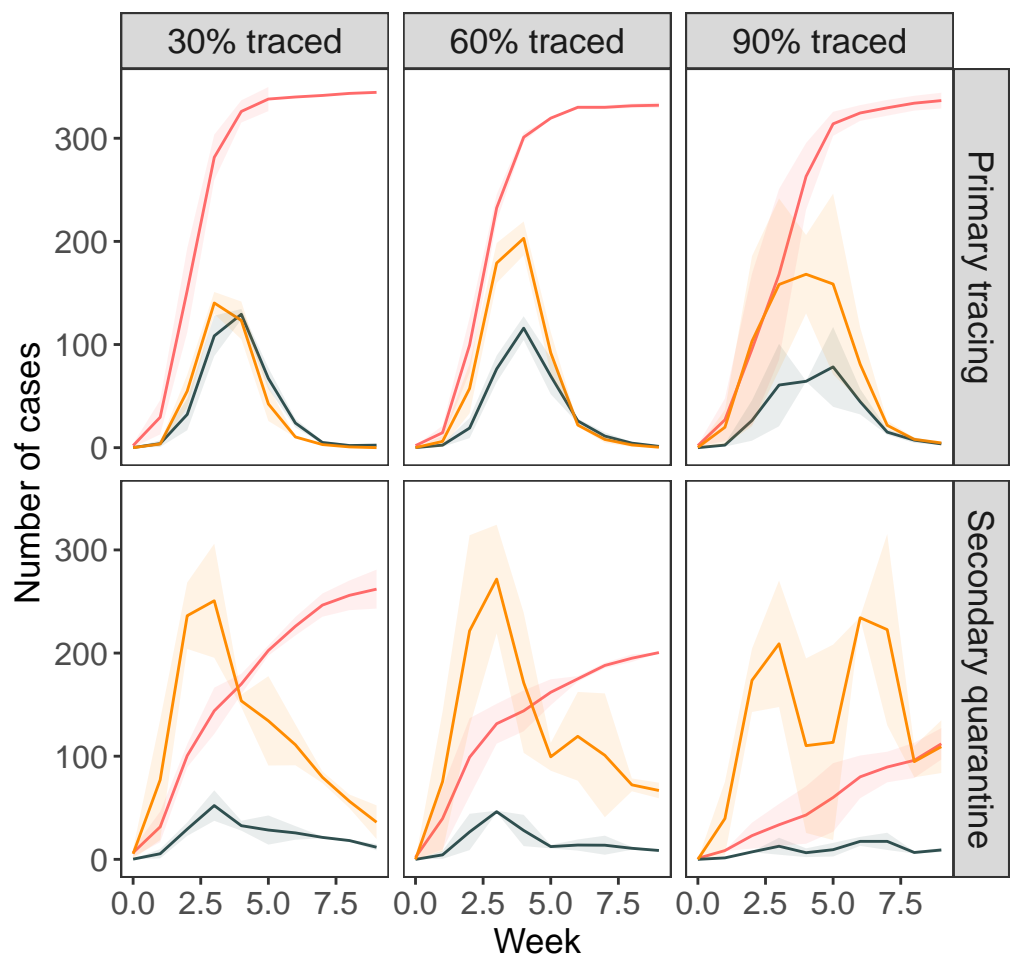 30% traced
60% traced
90% traced
Number of cases
300
200
100
0
Primary tracing
300
200
100
0
Secondary quarantine
0.0 2.5 5.0 7.5
0.0 2.5 5.0 7.5
0.0 2.5 5.0 7.5
Week